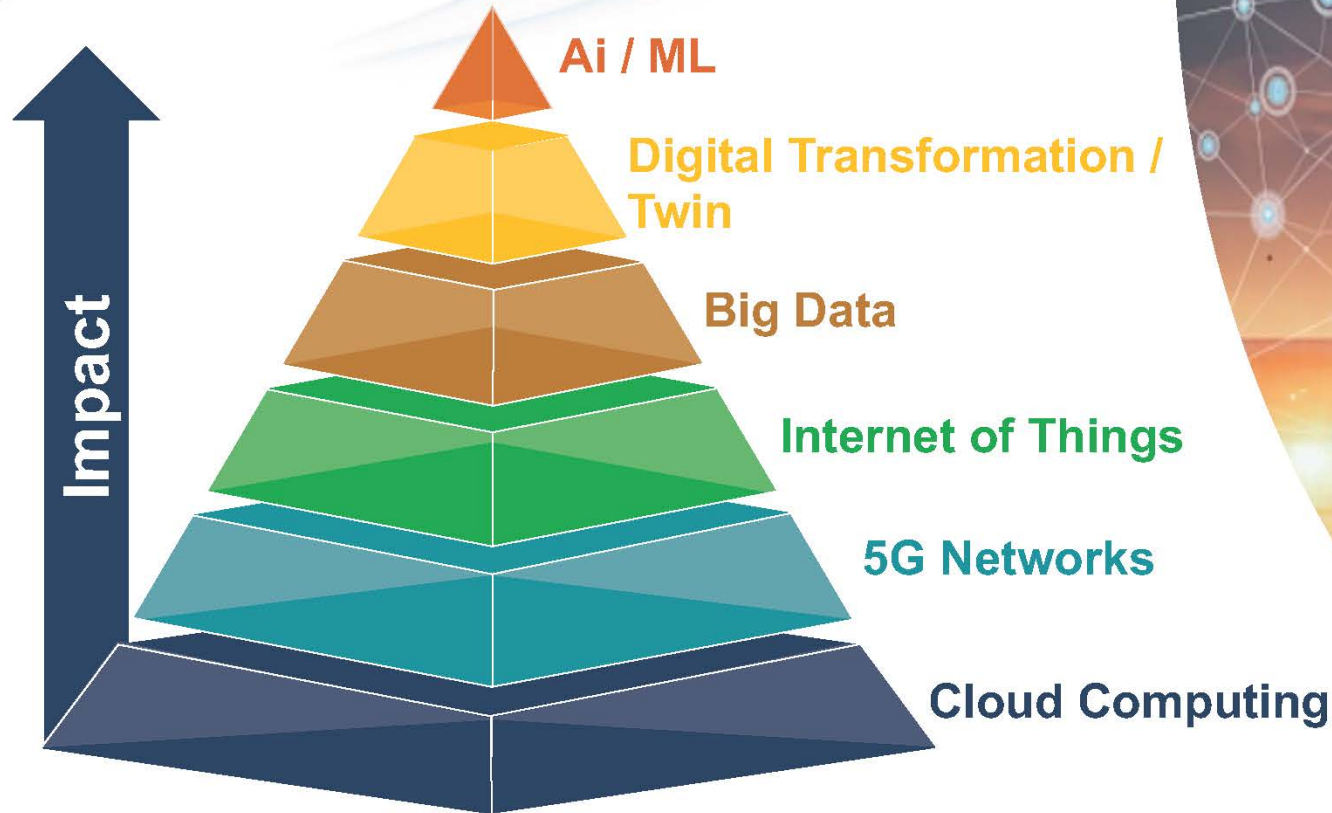 Ai / ML
Digital Transformation /
Twin
Big Data
Impact
Internet of Things
5G Networks
Cloud Computing